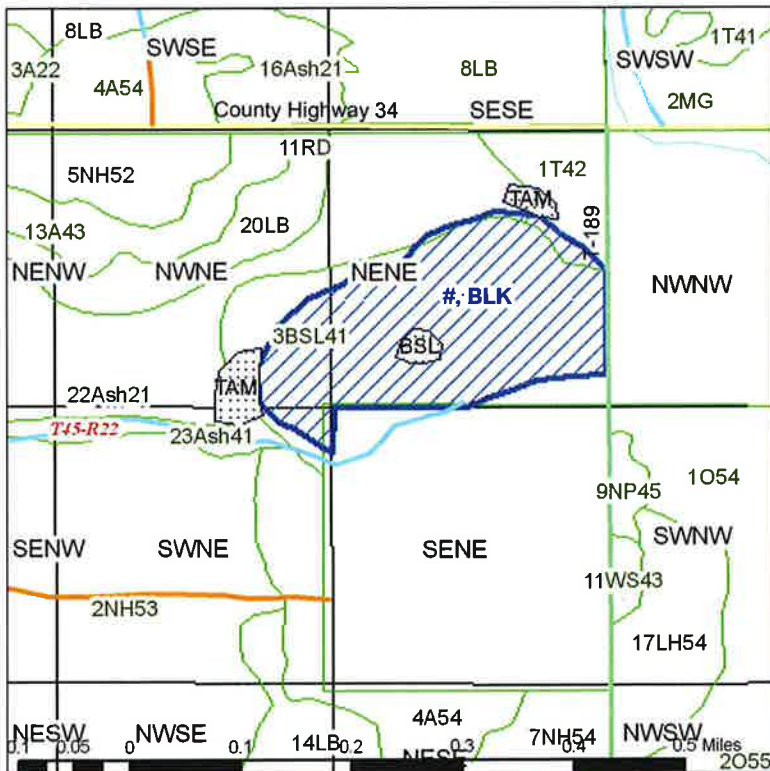 8LB
SWSE
3A22
4A54
16Ash21
8LB
1T41
SWSW
2MG
County Highway 34
SESE
11RD
5NH52
1T42
TAM
13A43
20LB
T-189
NENW
NWNE
NENE
NWNW
#, BLK
3BSL41
BSL
TAM
22Ash21
T45-R22
23Ash41
9NP45
1O54
SWNW
SENW
SWNE
SENE
11WS43
2NH53
17LH54
4A54
NESW
NWSE
14LB
NESE
7NH54
NWSW
0.1 0.05 0 0.1 0.2 0.3 0.4 0.5 Miles
2O55